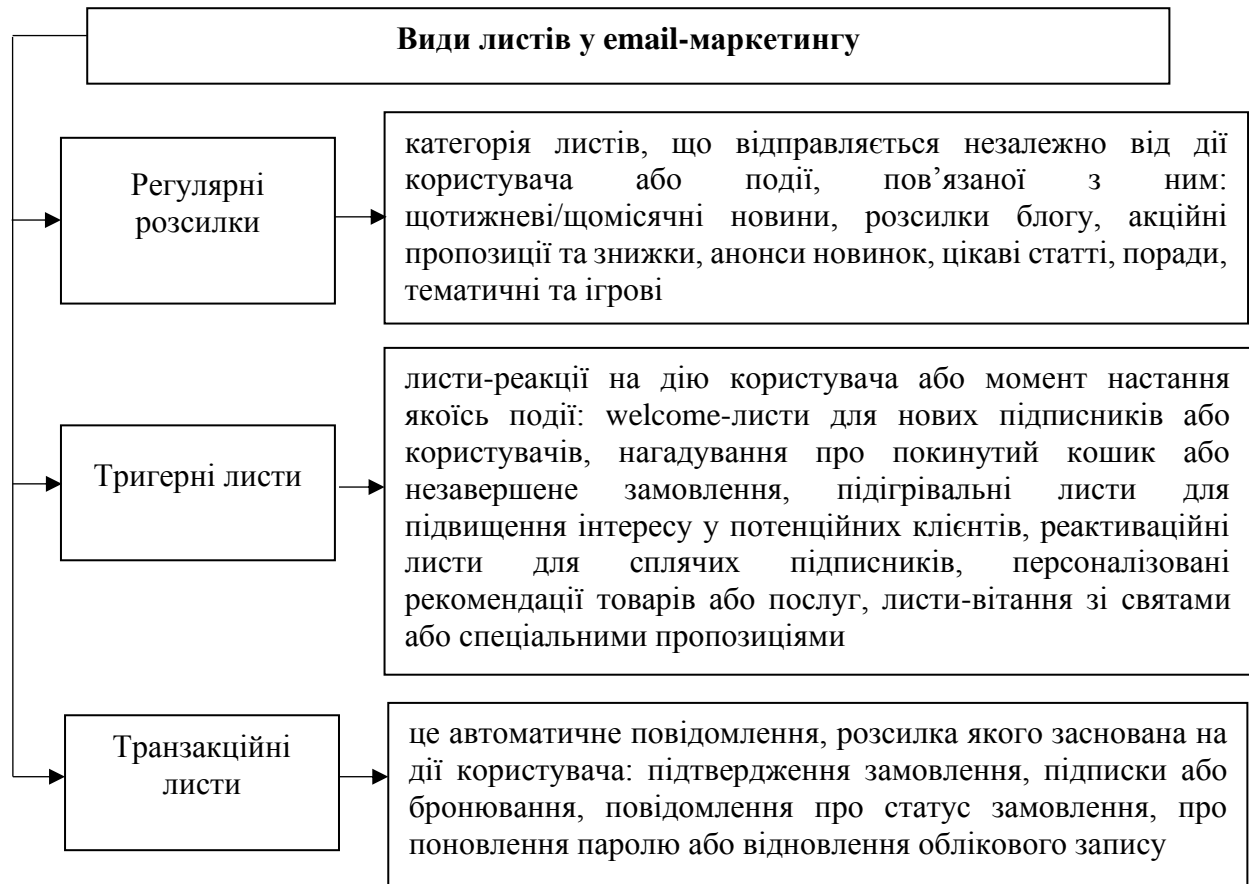 Види листів у email-маркетингу
Регулярні
розсилки
категорія листів, що відправляється незалежно від дії
користувача або події, пов’язаної з ним:
щотижневі/щомісячні новини, розсилки блогу, акційні
пропозиції та знижки, анонси новинок, цікаві статті, поради,
тематичні та ігрові
Тригерні листи
листи-реакції на дію користувача або момент настання
якоїсь події: welcome-листи для нових підписників або
користувачів, нагадування про покинутий кошик або
незавершене замовлення, підігрівальні листи для
підвищення інтересу у потенційних клієнтів, реактиваційні
листи для сплячих підписників, персоналізовані
рекомендації товарів або послуг, листи-вітання зі святами
або спеціальними пропозиціями
Транзакційні
листи
це автоматичне повідомлення, розсилка якого заснована на
дії користувача: підтвердження замовлення, підписки або
бронювання, повідомлення про статус замовлення, про
поновлення паролю або відновлення облікового запису